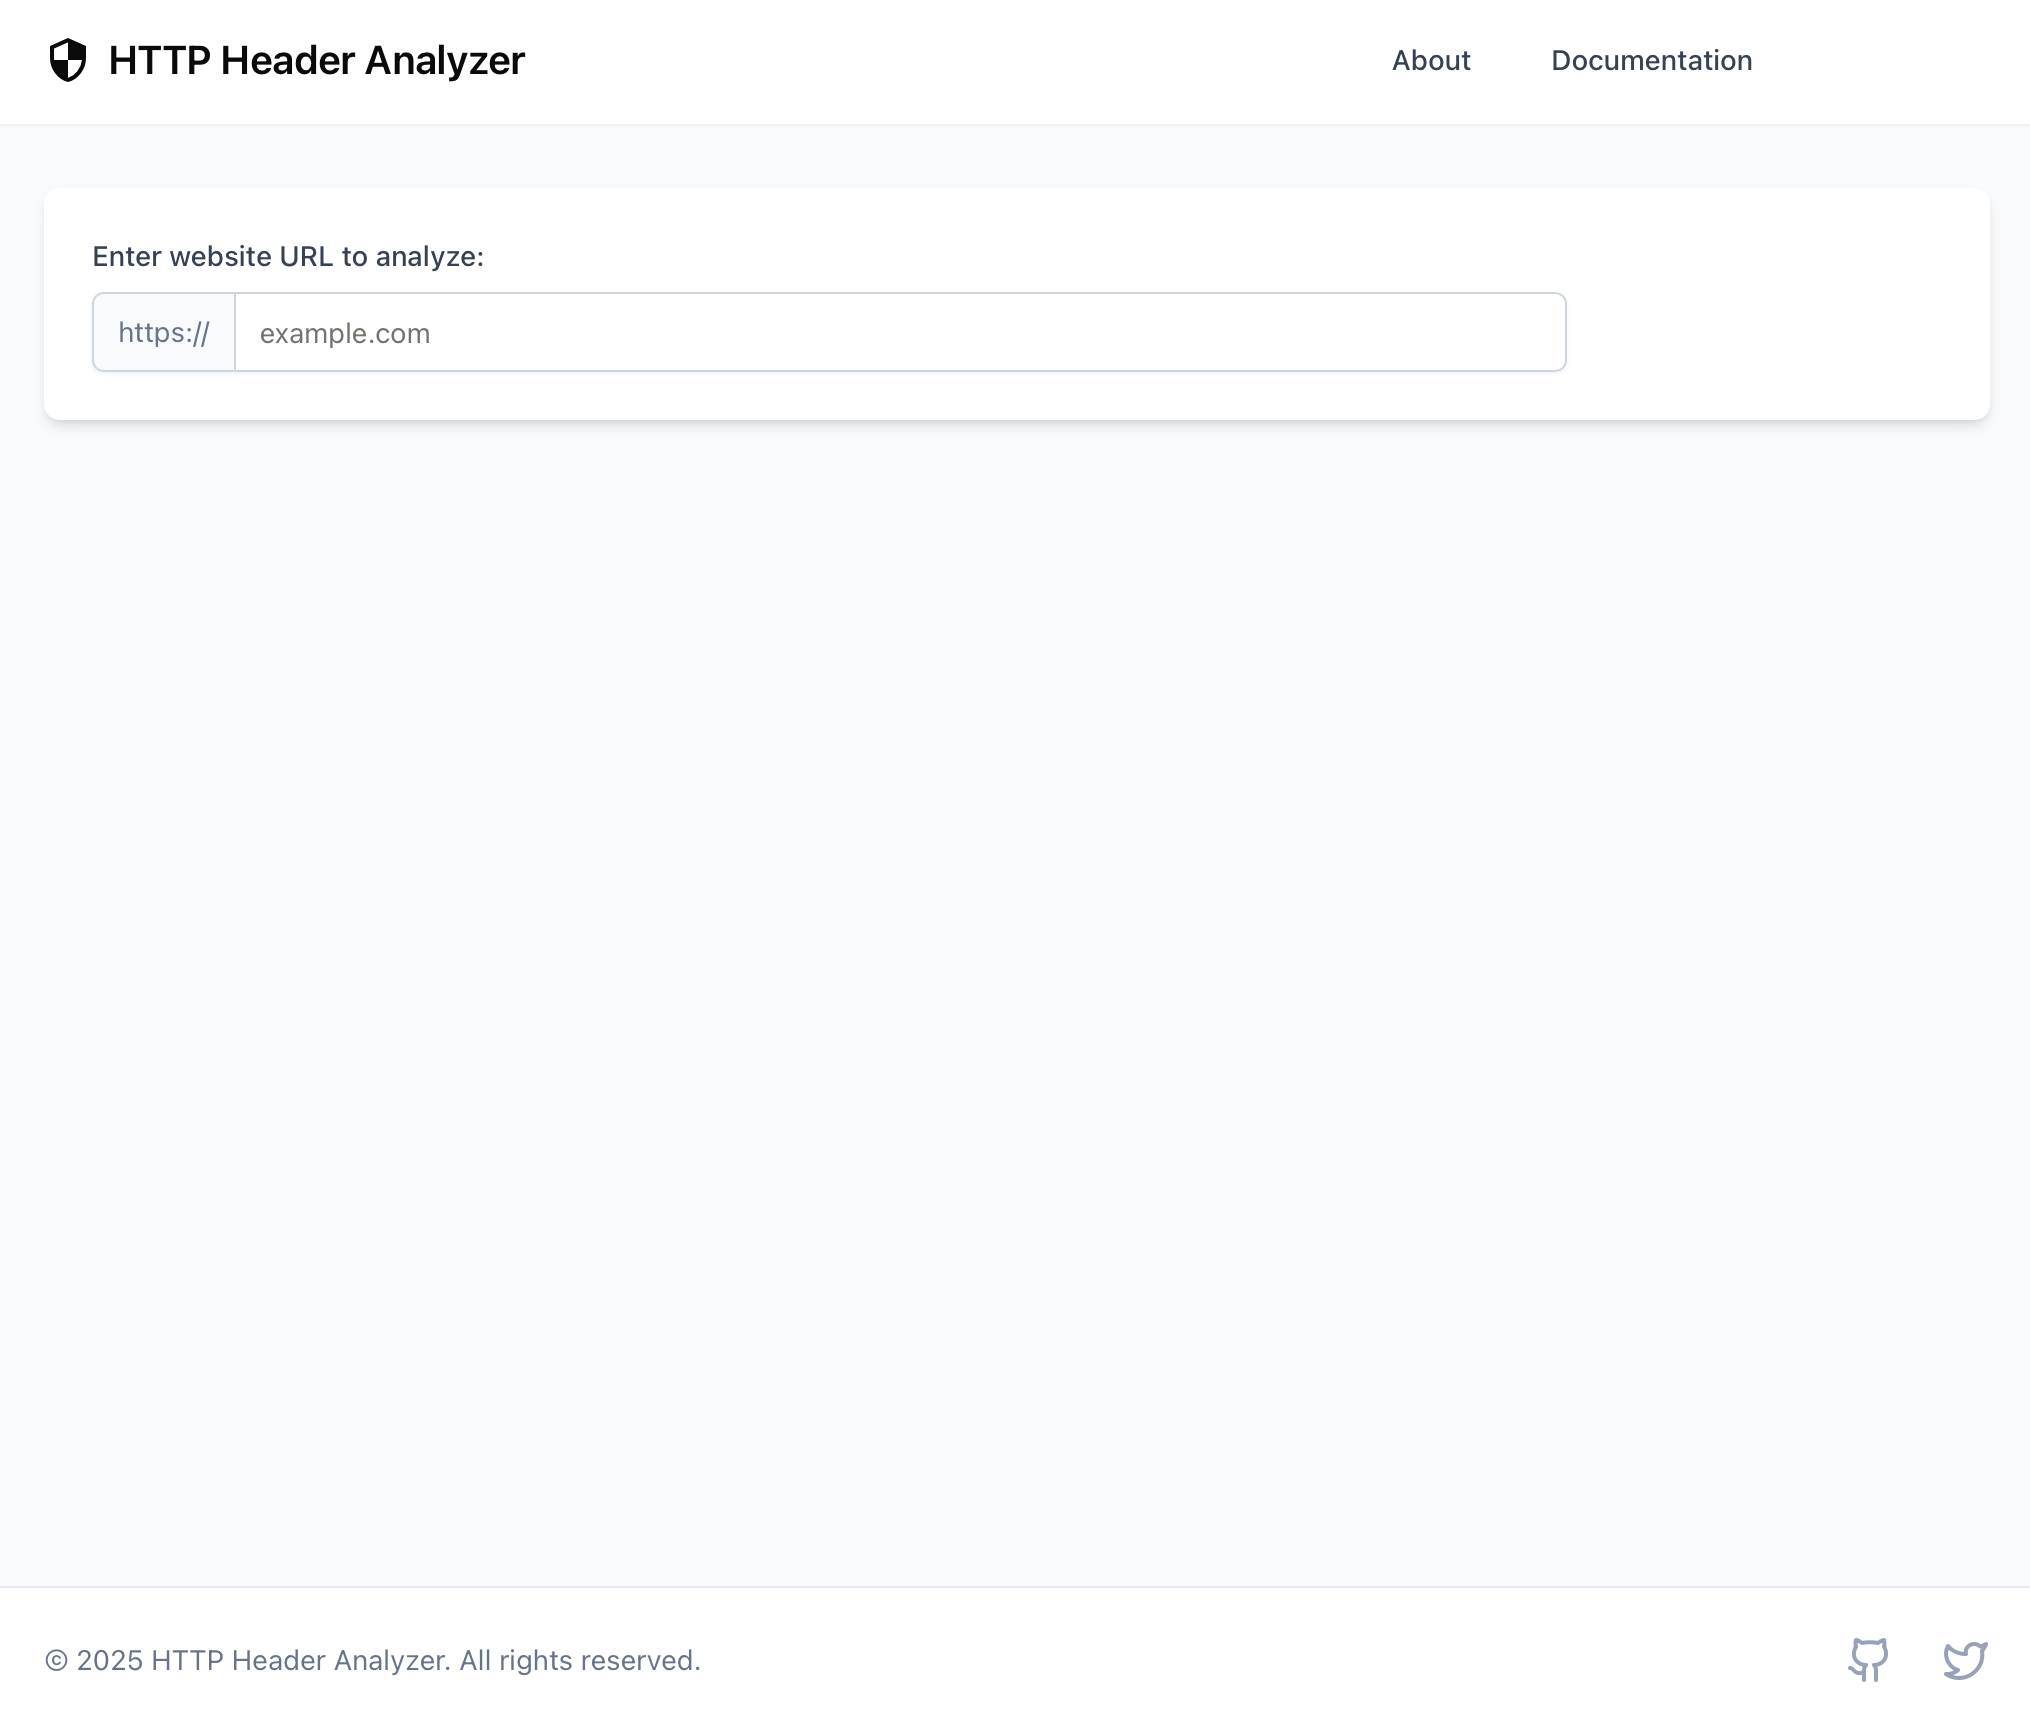 HTTP Header Analyzer
About
Documentation
Enter website URL to analyze:
https://
example.com
© 2025 HTTP Header Analyzer. All rights reserved.